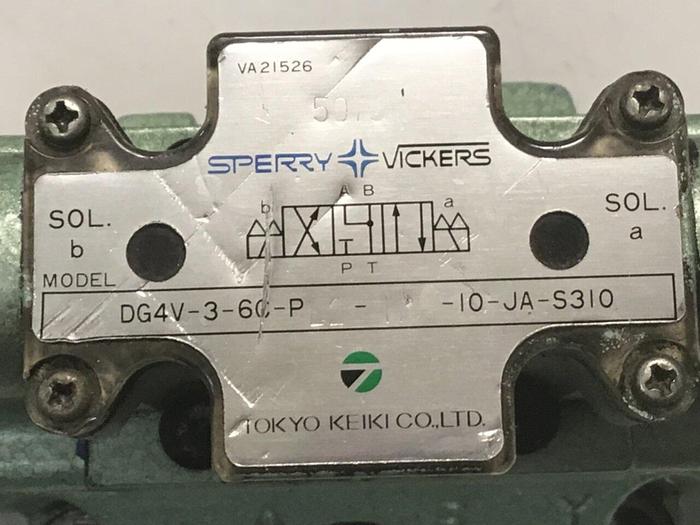 VA21526
SPERRY VICKERS
A B
b a
SOL. b
SOL. a
T
P T
MODEL
DG4V-3-6C-P - -10-JA-S310
TOKYO KEIKI CO.,LTD.